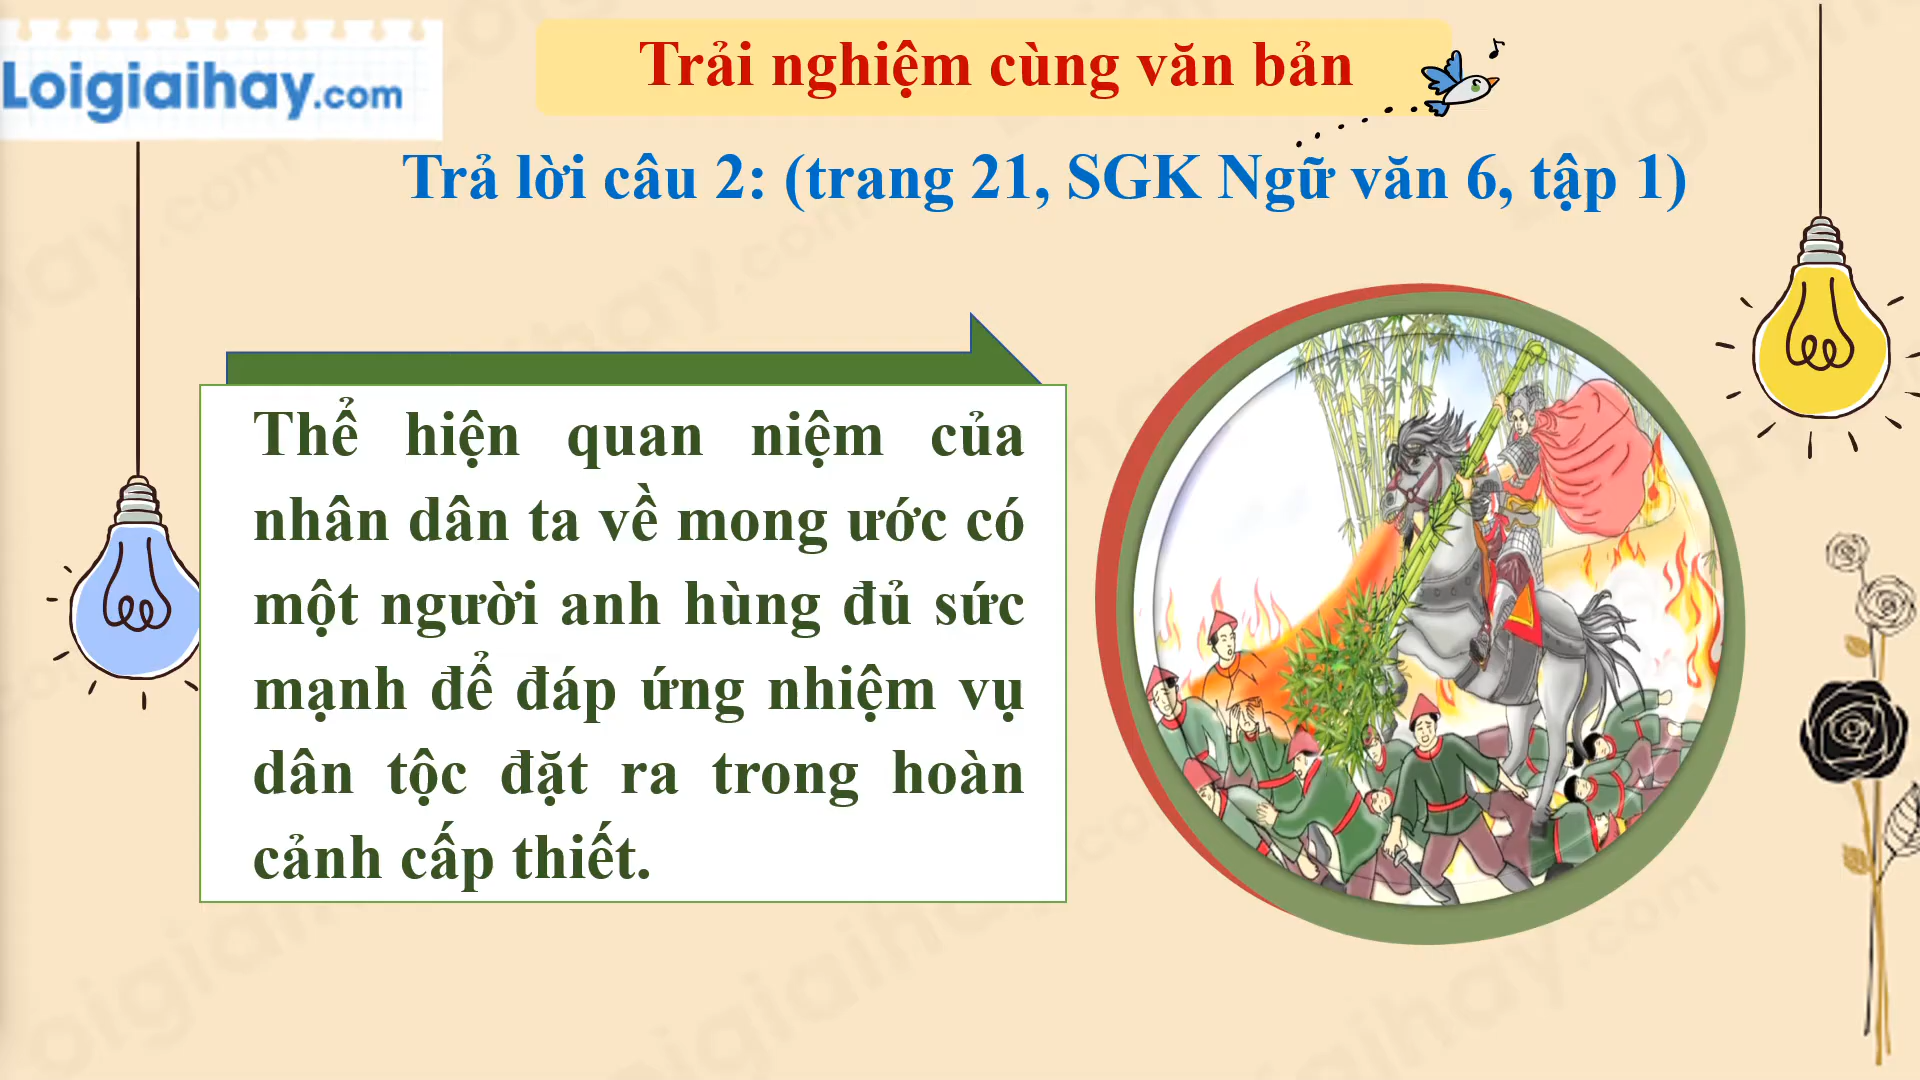 Loigiaihay.com
Trải nghiệm cùng văn bản
Trả lời câu 2: (trang 21, SGK Ngữ văn 6, tập 1)
Thể hiện quan niệm của
nhân dân ta về mong ước có
một người anh hùng đủ sức
mạnh để đáp ứng nhiệm vụ
dân tộc đặt ra trong hoàn
cảnh cấp thiết.